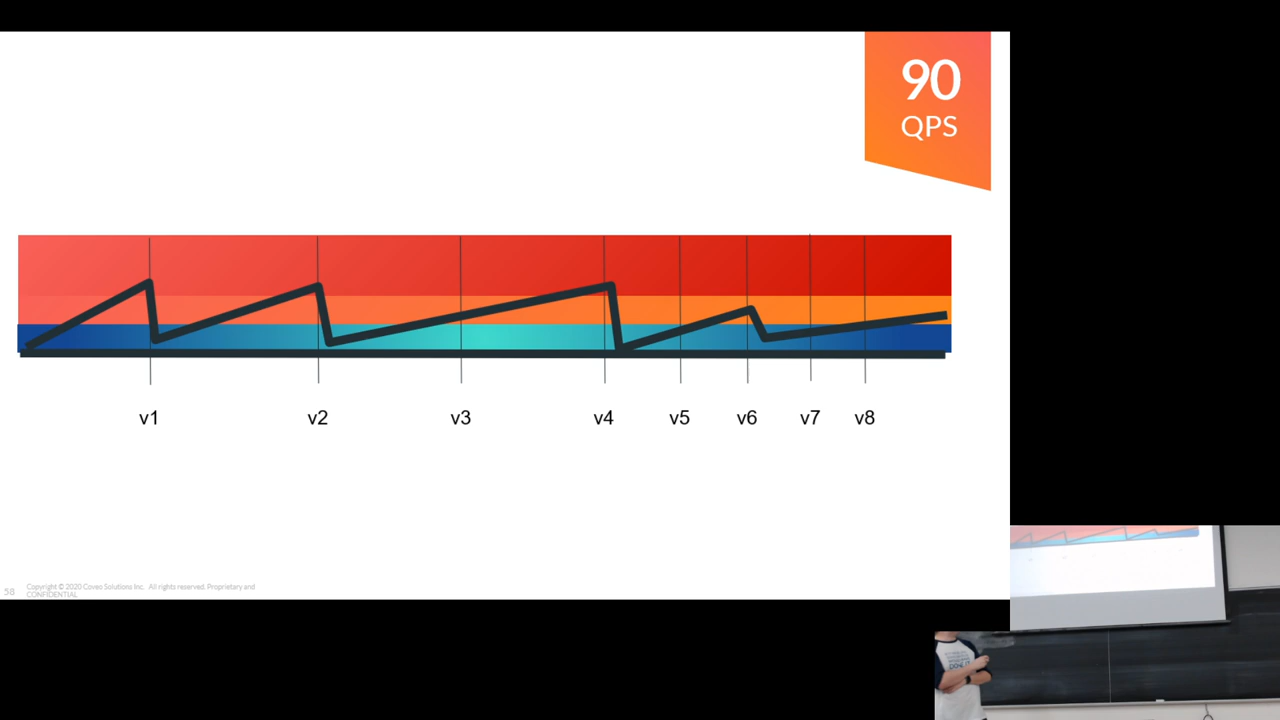 90
QPS
v1 v2 v3 v4 v5 v6 v7 v8
58
Copyright © 2020 Coveo Solutions Inc. All rights reserved. Proprietary and
CONFIDENTIAL